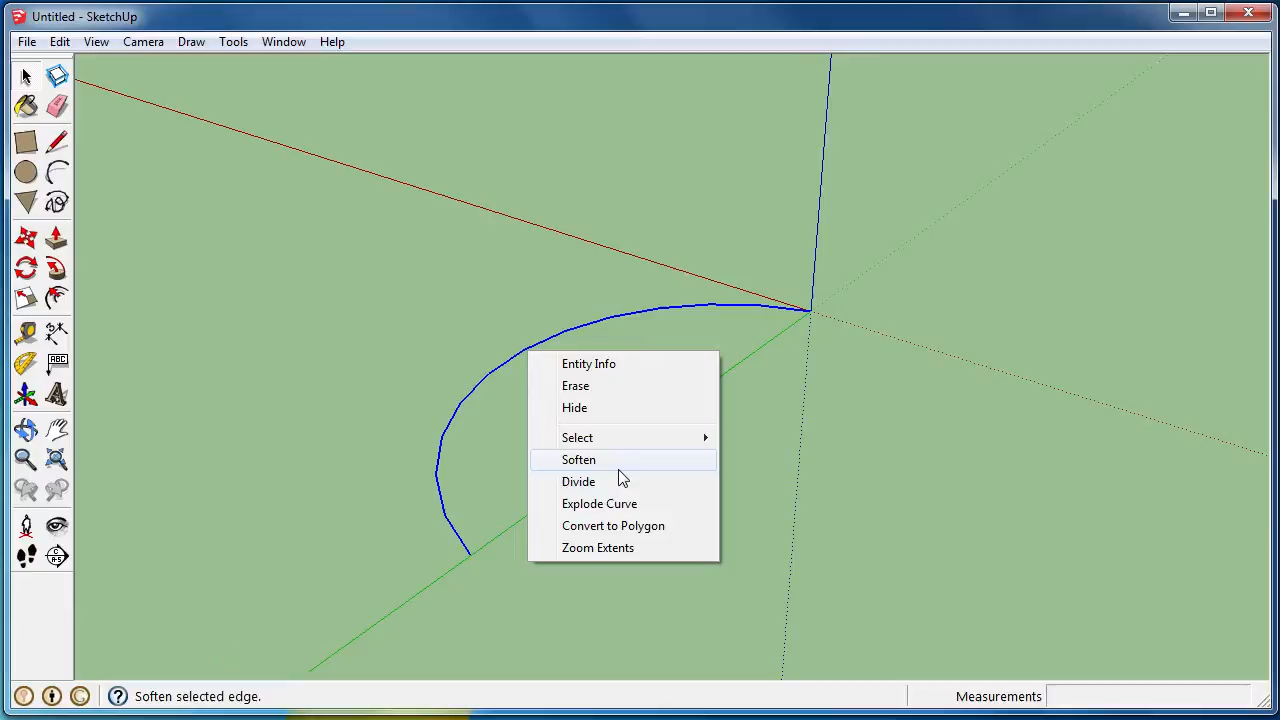 Untitled - SketchUp
File Edit View Camera Draw Tools Window Help
ABC
Entity Info
Erase
Hide
Select
Soften
Divide
Explode Curve
Convert to Polygon
Zoom Extents
Soften selected edge.
Measurements